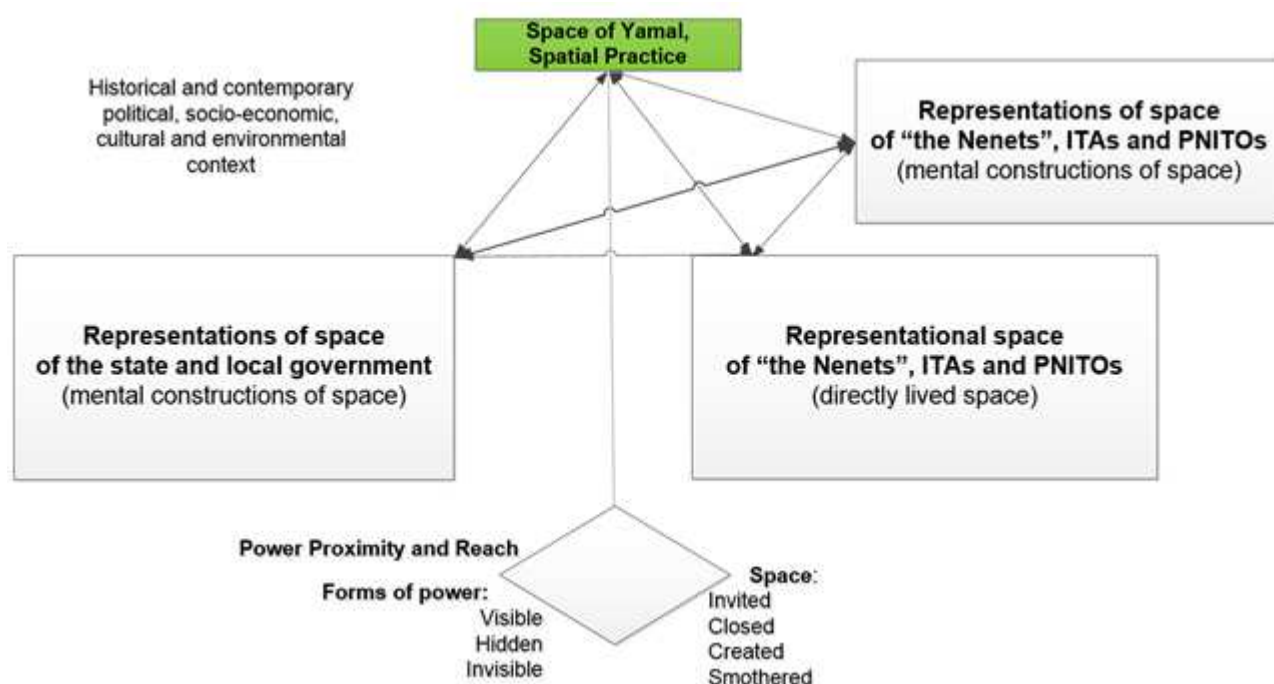 Space of Yamal,
Spatial Practice
Historical and contemporary
political, socio-economic,
cultural and environmental
context
Representations of space
of “the Nenets”, ITAs and PNITOs
(mental constructions of space)
Representations of space
of the state and local government
(mental constructions of space)
Representational space
of “the Nenets”, ITAs and PNITOs
(directly lived space)
Power Proximity and Reach
Forms of power:
Visible
Hidden
Invisible
Space:
Invited
Closed
Created
Smothered